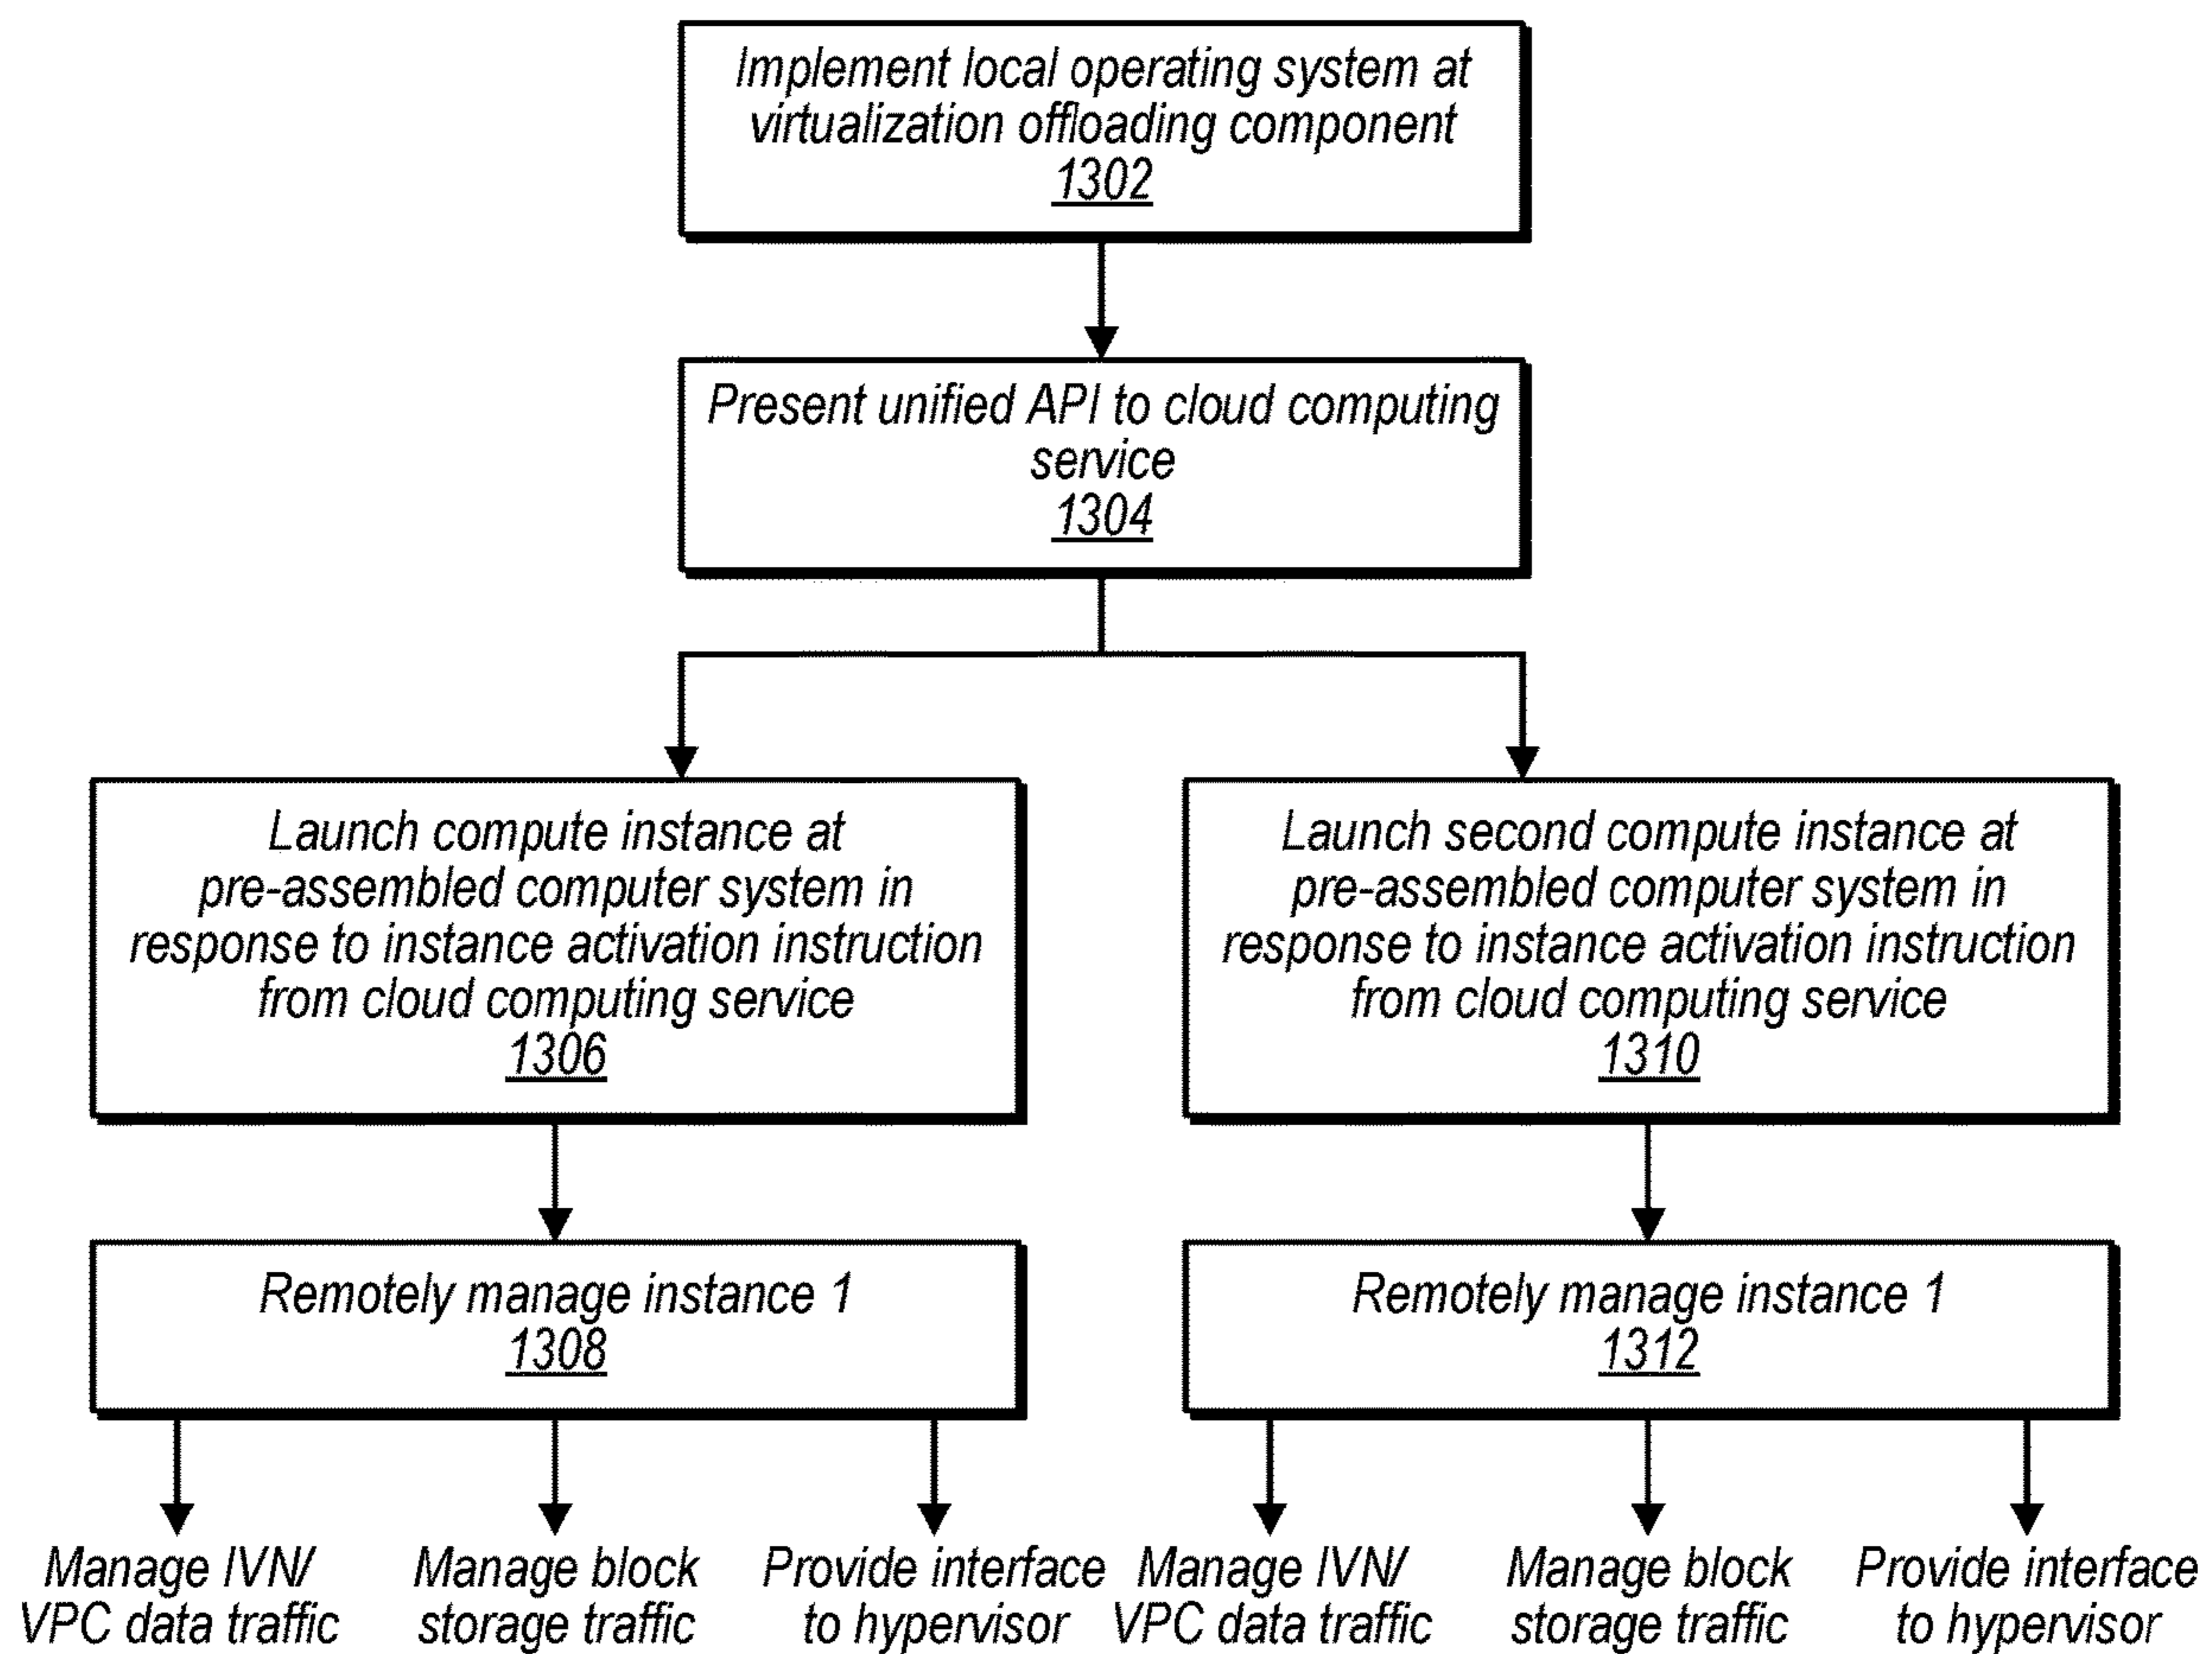 Implement local operating system at
virtualization offloading component
1302
Present unified API to cloud computing
service
1304
Launch compute instance at
pre-assembled computer system in
response to instance activation instruction
from cloud computing service
1306
Launch second compute instance at
pre-assembled computer system in
response to instance activation instruction
from cloud computing service
1310
Remotely manage instance 1
1308
Remotely manage instance 1
1312
Manage IVN/
VPC data traffic
Manage block
storage traffic
Provide interface
to hypervisor
Manage IVN/
VPC data traffic
Manage block
storage traffic
Provide interface
to hypervisor